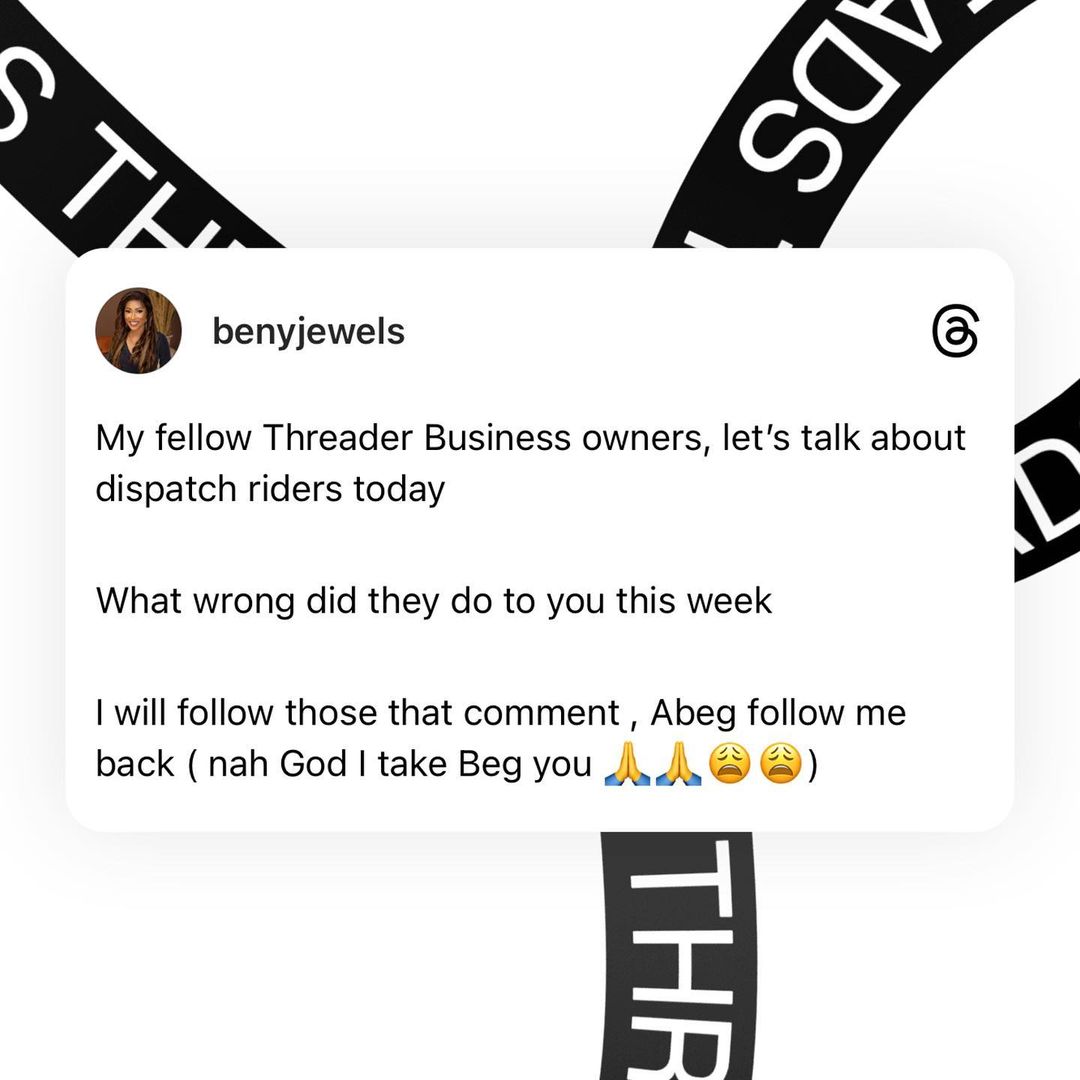 S TH
ADS
benyjewels
My fellow Threader Business owners, let’s talk about
dispatch riders today
What wrong did they do to you this week
I will follow those that comment , Abeg follow me
back ( nah God I take Beg you 🙏🙏😩😩)
AD
THR